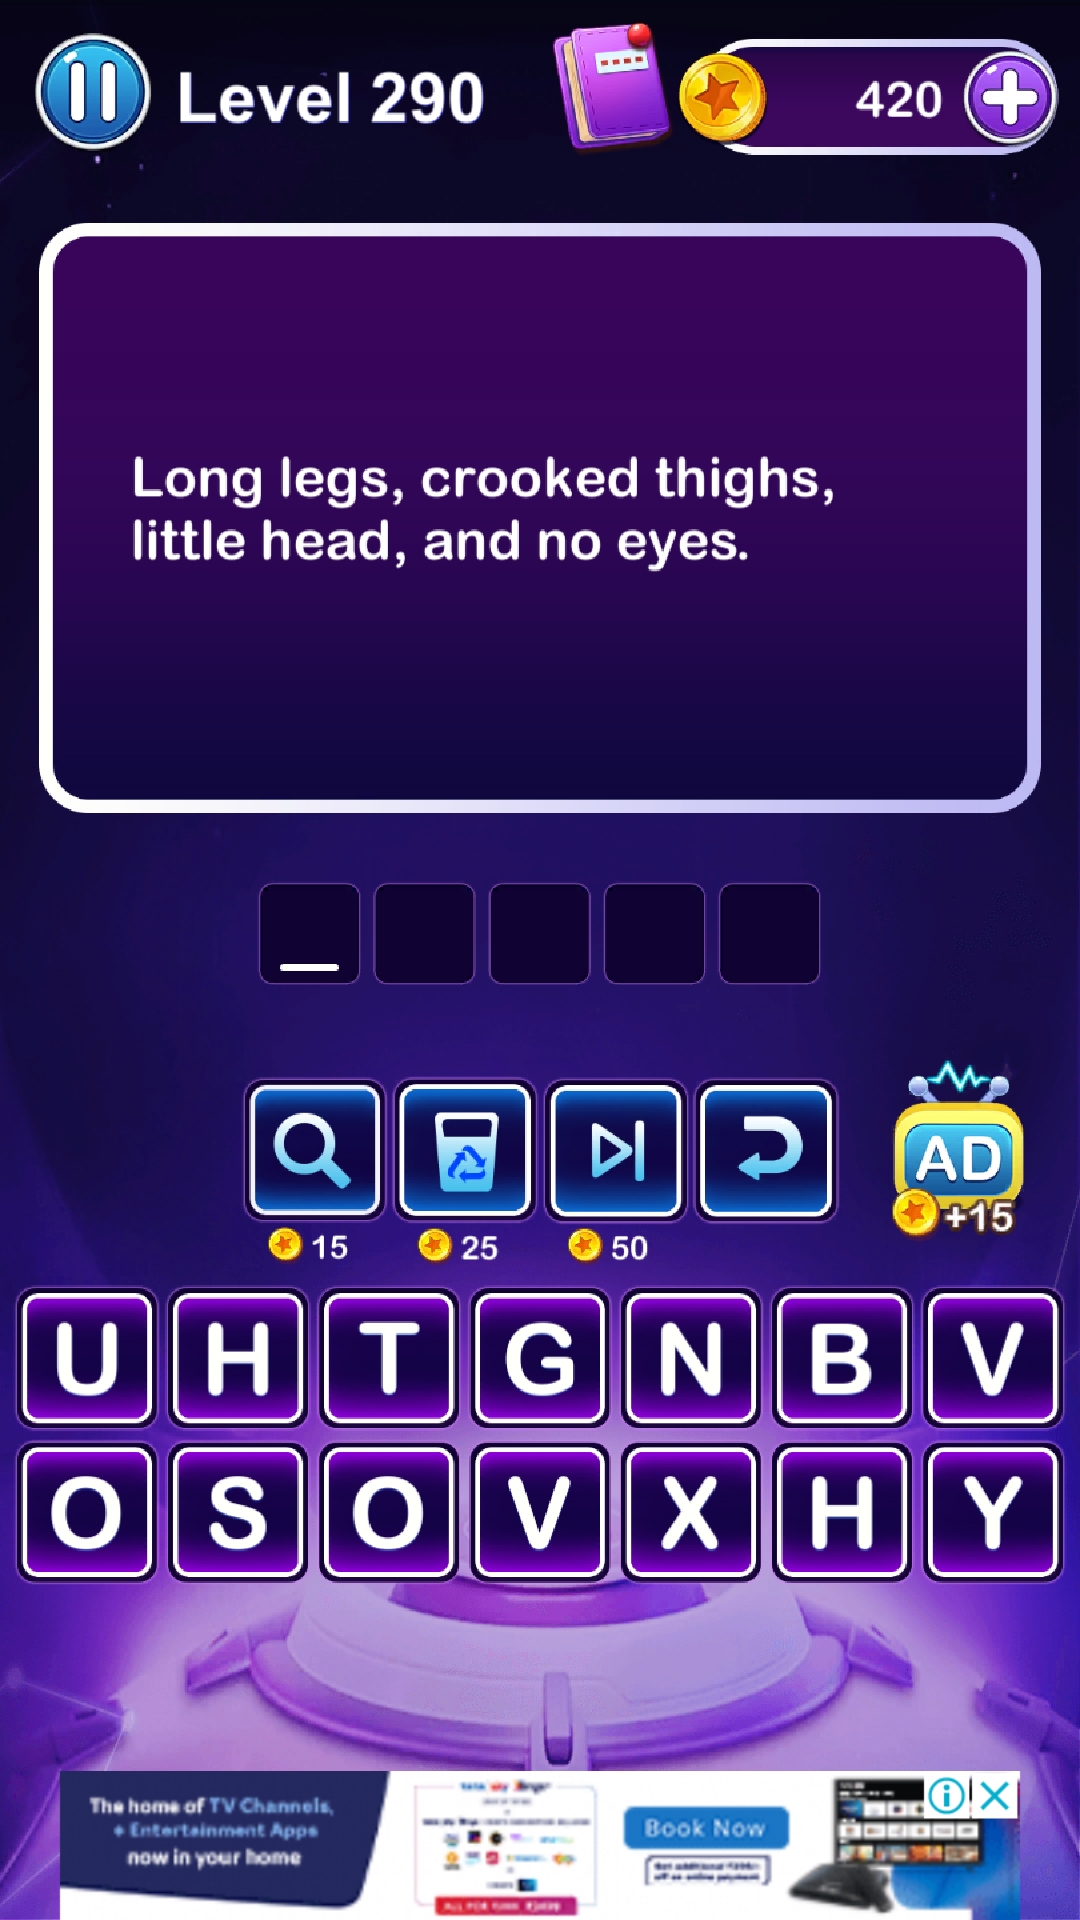 Level 290
420
Long legs, crooked thighs,
little head, and no eyes.
AD
+15
15 25 50
U H T G N B V
O S O V X H Y
The home of TV Channels,
+ Entertainment Apps
now in your home
Book Now